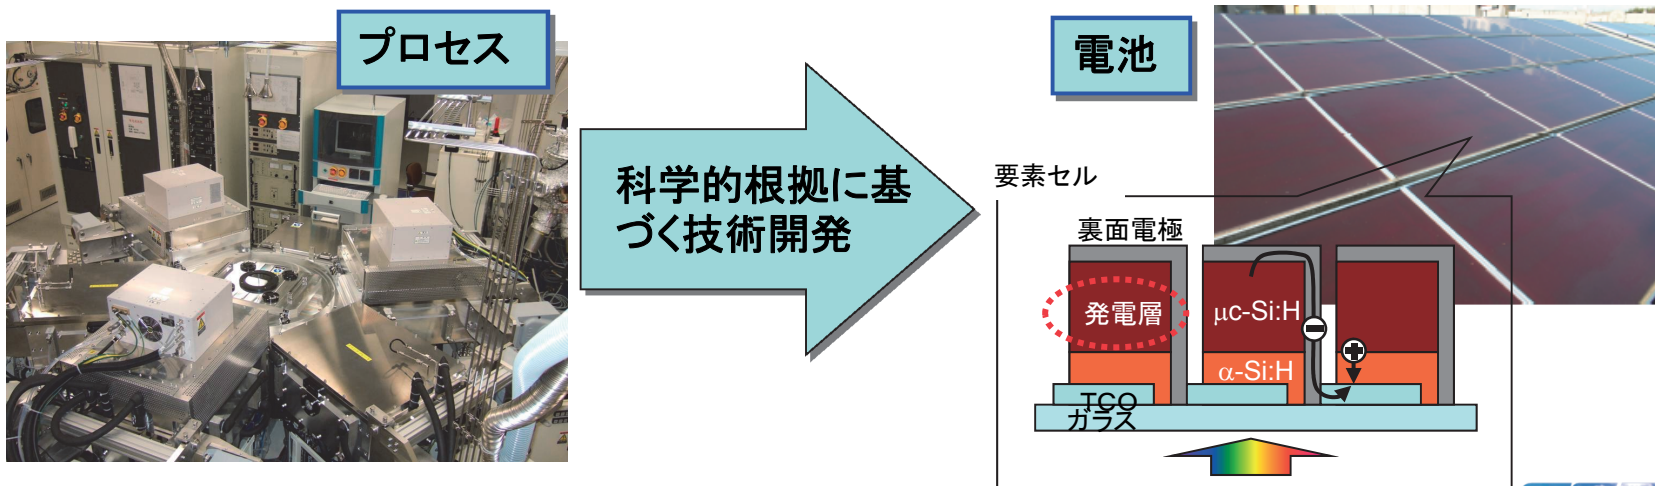 プロセス
科学的根拠に基
づく技術開発
電池
要素セル
裏面電極
発電層
μc-Si:H
α-Si:H
TCO
ガラス